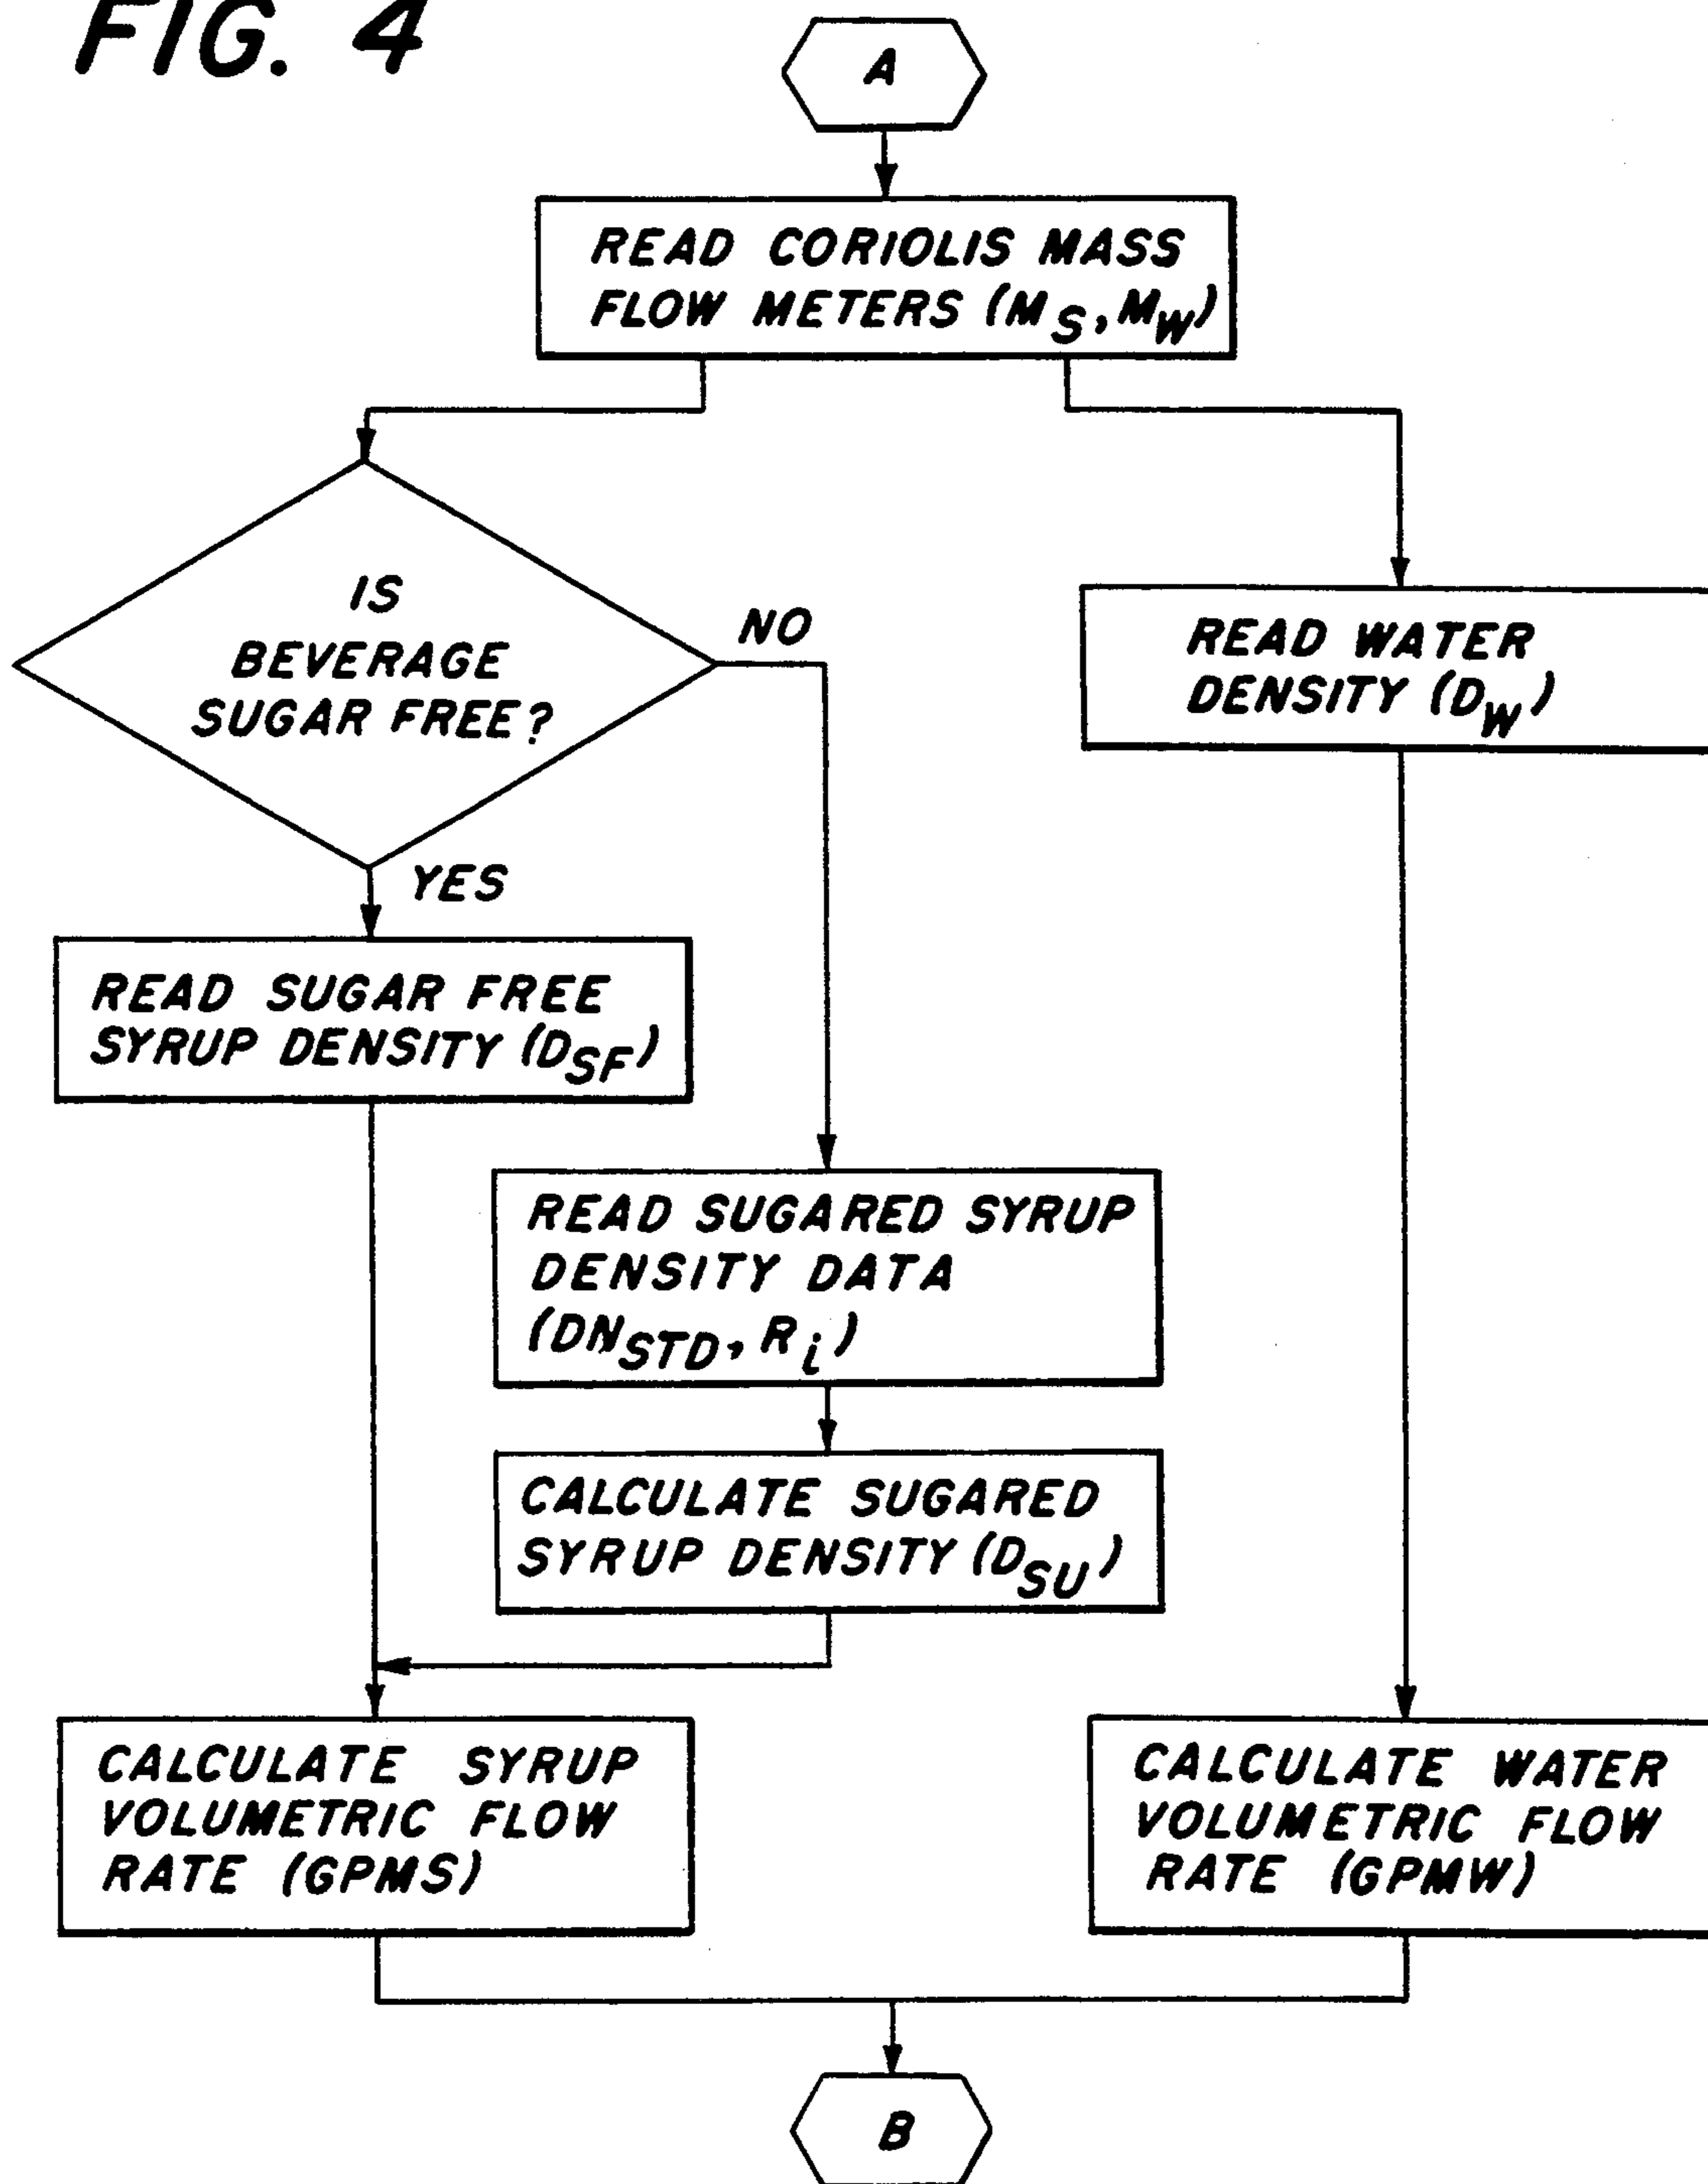 FIG. 4
A
READ CORIOLIS MASS
FLOW METERS (MS, MW)
IS
BEVERAGE
SUGAR FREE?
NO
YES
READ WATER
DENSITY (DW)
READ SUGAR FREE
SYRUP DENSITY (DSF)
READ SUGARED SYRUP
DENSITY DATA
(DNSTD, Ri)
CALCULATE SUGARED
SYRUP DENSITY (DSU)
CALCULATE SYRUP
VOLUMETRIC FLOW
RATE (GPMS)
CALCULATE WATER
VOLUMETRIC FLOW
RATE (GPMW)
B